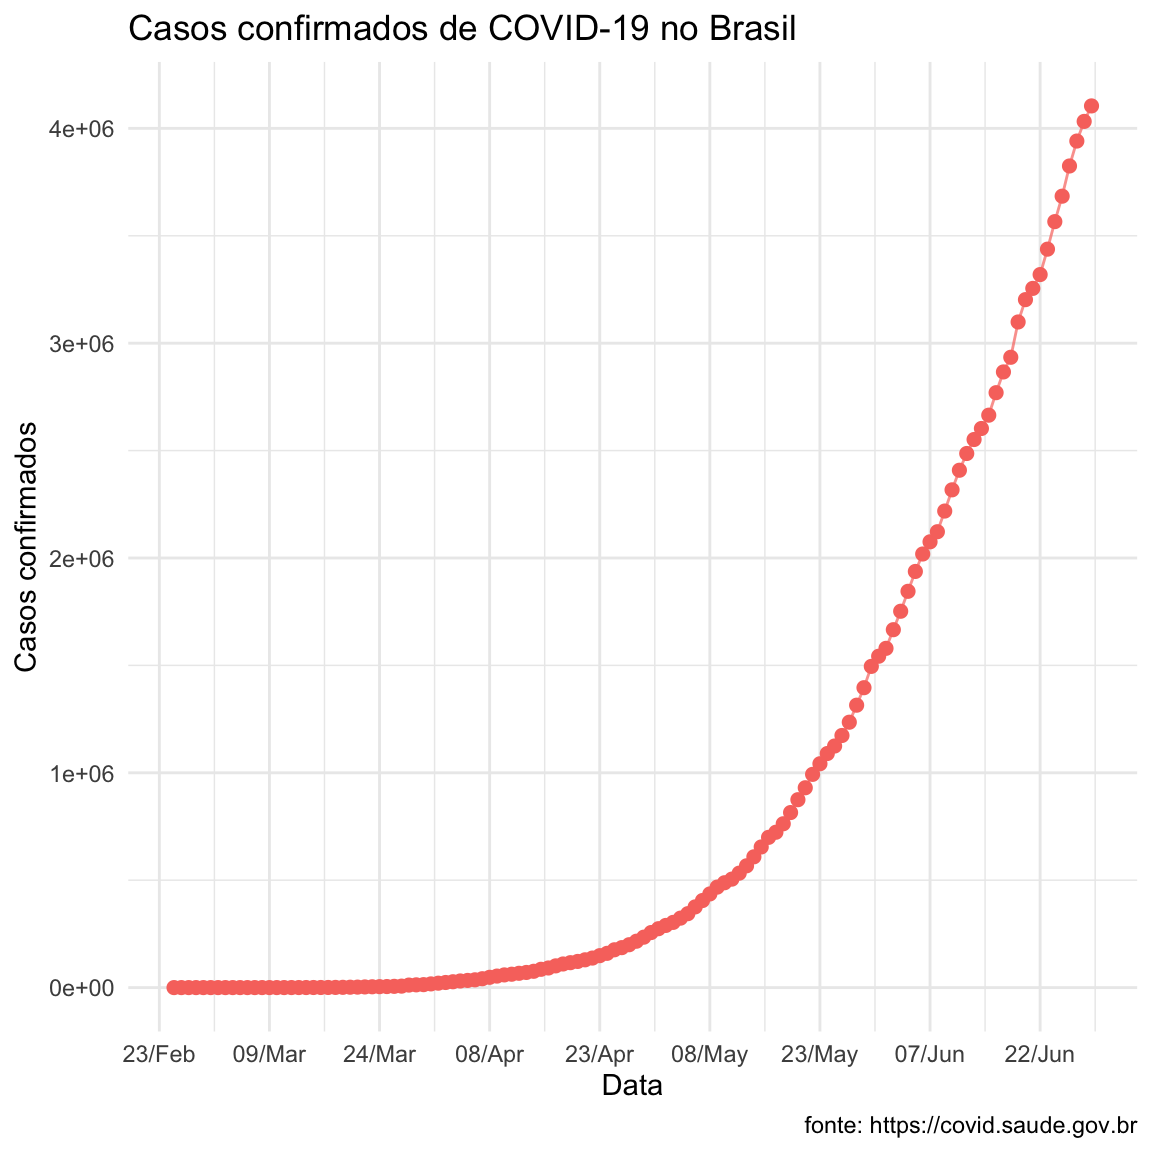 Casos confirmados de COVID-19 no Brasil
Casos confirmados
4e+06
3e+06
2e+06
1e+06
0e+00
23/Feb 09/Mar 24/Mar 08/Apr 23/Apr 08/May 23/May 07/Jun 22/Jun
Data
fonte: https://covid.saude.gov.br